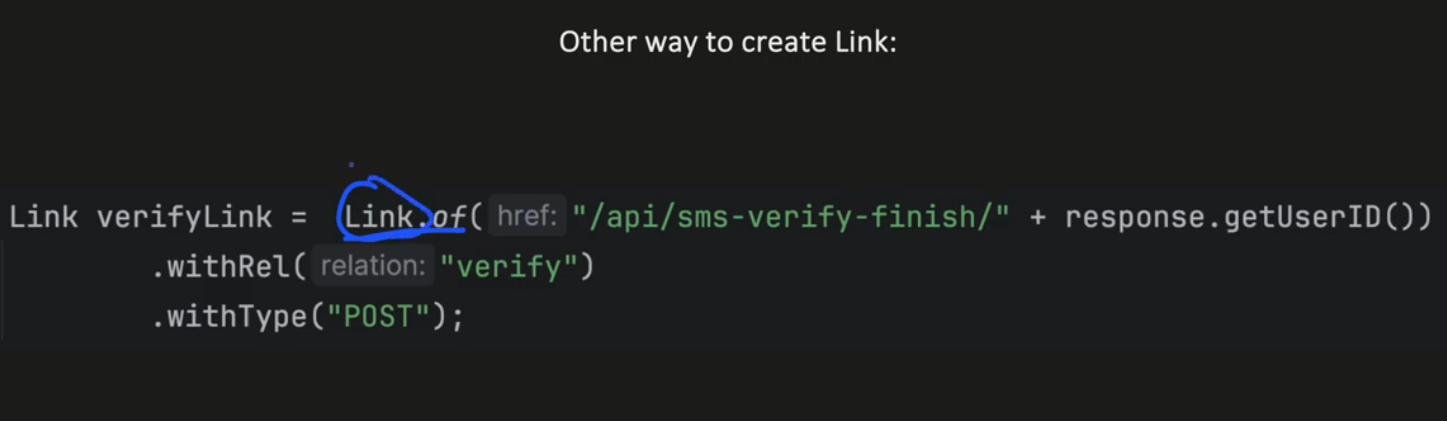 Other way to create Link:
Link verifyLink = Link.of( href: "/api/sms-verify-finish/" + response.getUserID())
.withRel( relation: "verify")
.withType("POST");